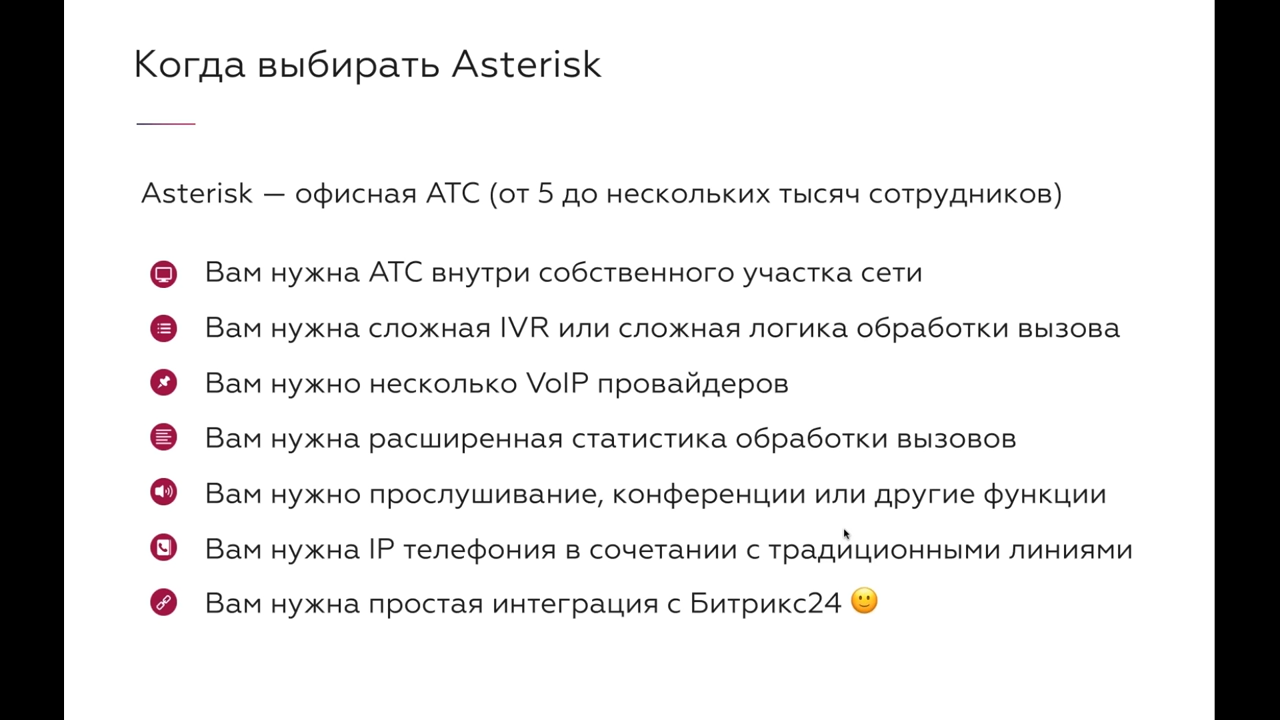 Когда выбирать Asterisk
Asterisk — офисная АТС (от 5 до нескольких тысяч сотрудников)
Вам нужна АТС внутри собственного участка сети
Вам нужна сложная IVR или сложная логика обработки вызова
Вам нужно несколько VoIP провайдеров
Вам нужна расширенная статистика обработки вызовов
Вам нужно прослушивание, конференции или другие функции
Вам нужна IP телефония в сочетании с традиционными линиями
Вам нужна простая интеграция с Битрикс24 🙂